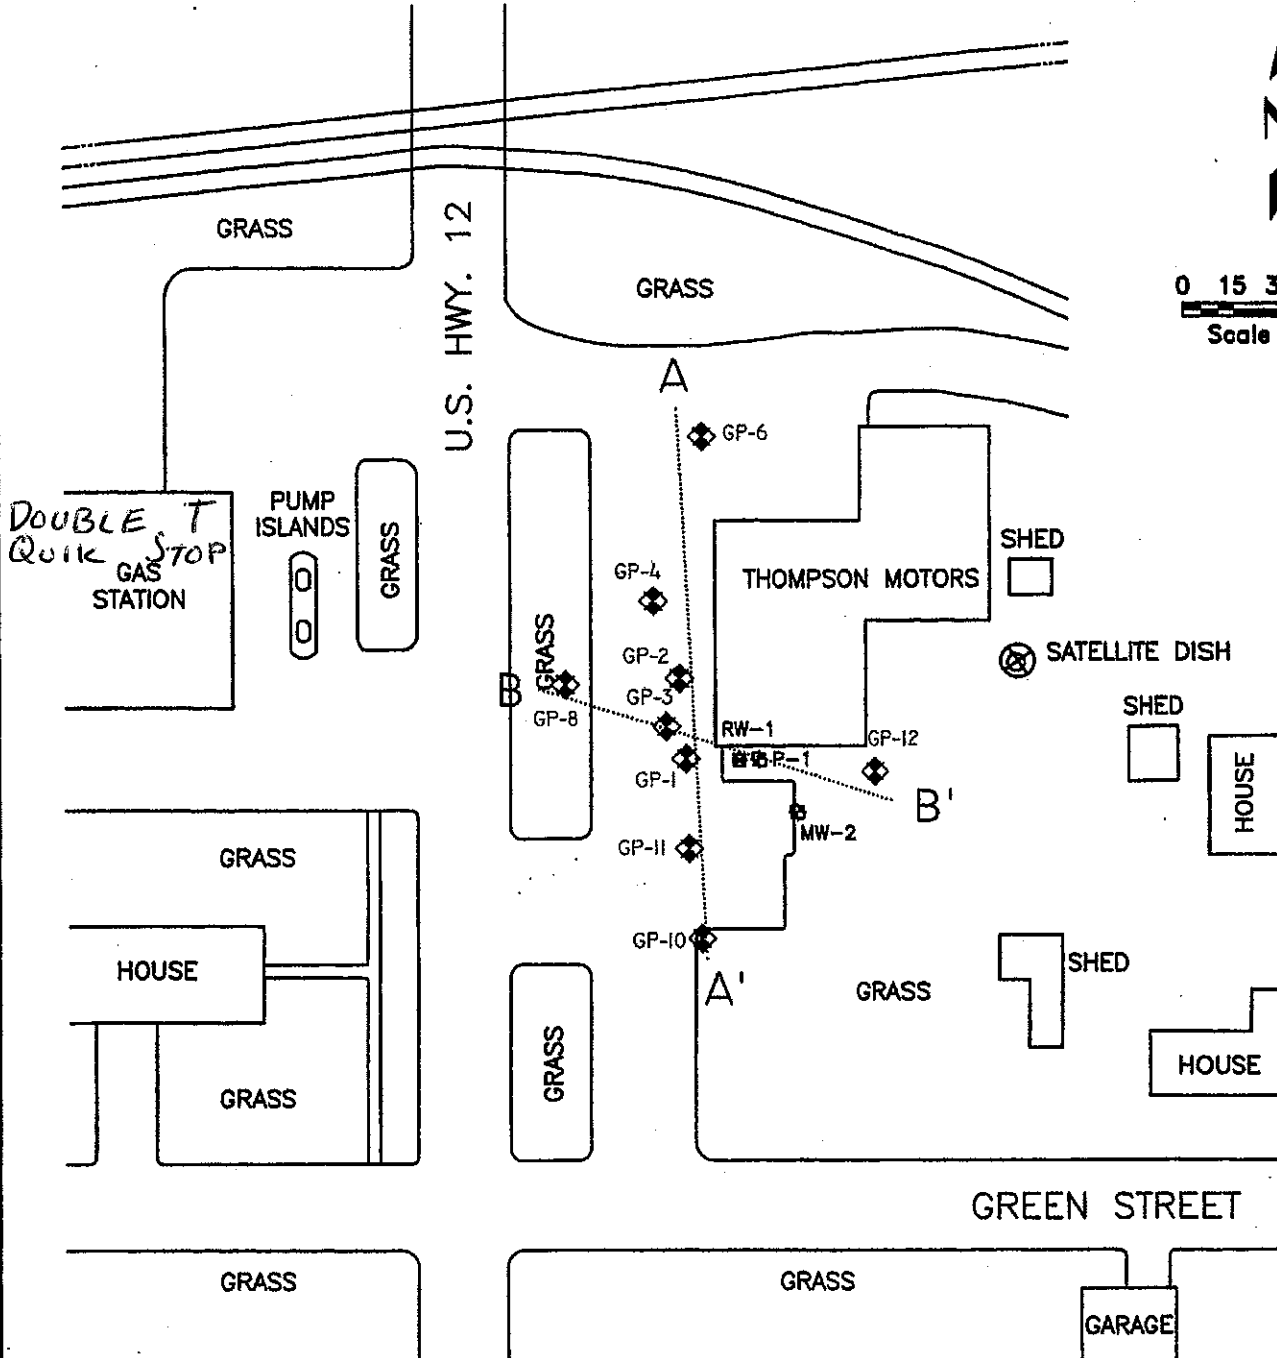 N
GRASS
U.S. HWY. 12
GRASS
0 15 3
Scale
A
GP-6
DOUBLE T
QUIK STOP
GAS
STATION
PUMP
ISLANDS
GRASS
GRASS
GP-4
THOMPSON MOTORS
SHED
SATELLITE DISH
GP-2
GP-3
B
GP-8
RW-1
P-1
GP-12
SHED
HOUSE
GP-1
B'
MW-2
GP-11
GRASS
GP-10
A'
HOUSE
GRASS
SHED
GRASS
GRASS
HOUSE
GREEN STREET
GRASS
GRASS
GARAGE